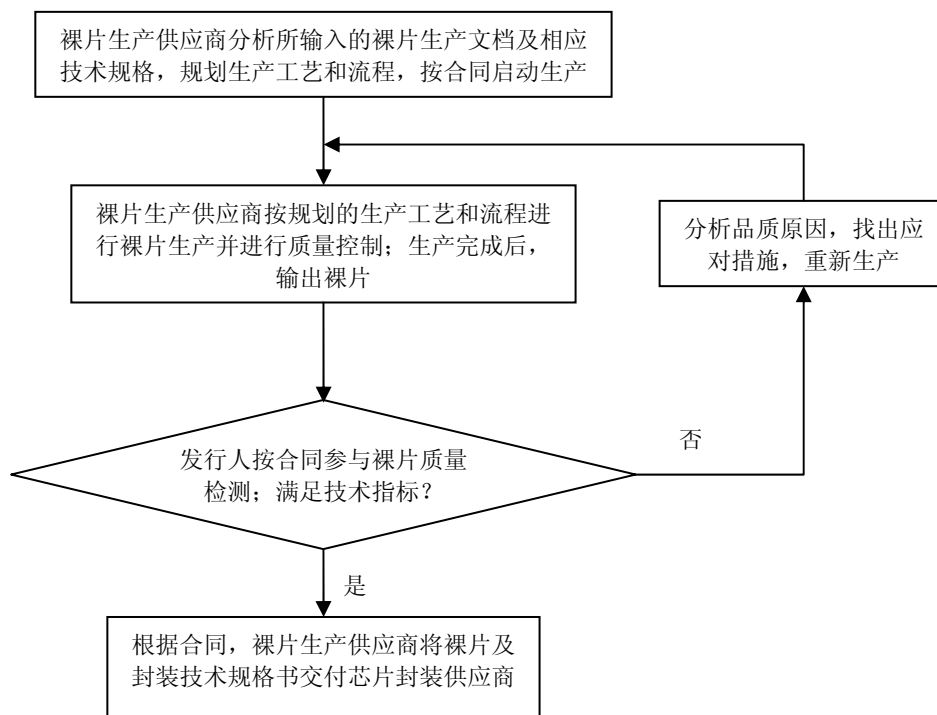 裸片生产供应商分析所输入的裸片生产文档及相应
技术规格，规划生产工艺和流程，按合同启动生产
裸片生产供应商按规划的生产工艺和流程进
行裸片生产并进行质量控制；生产完成后，
输出裸片
分析品质原因，找出应
对措施，重新生产
发行人按合同参与裸片质量
检测；满足技术指标？
否
是
根据合同，裸片生产供应商将裸片及
封装技术规格书交付芯片封装供应商